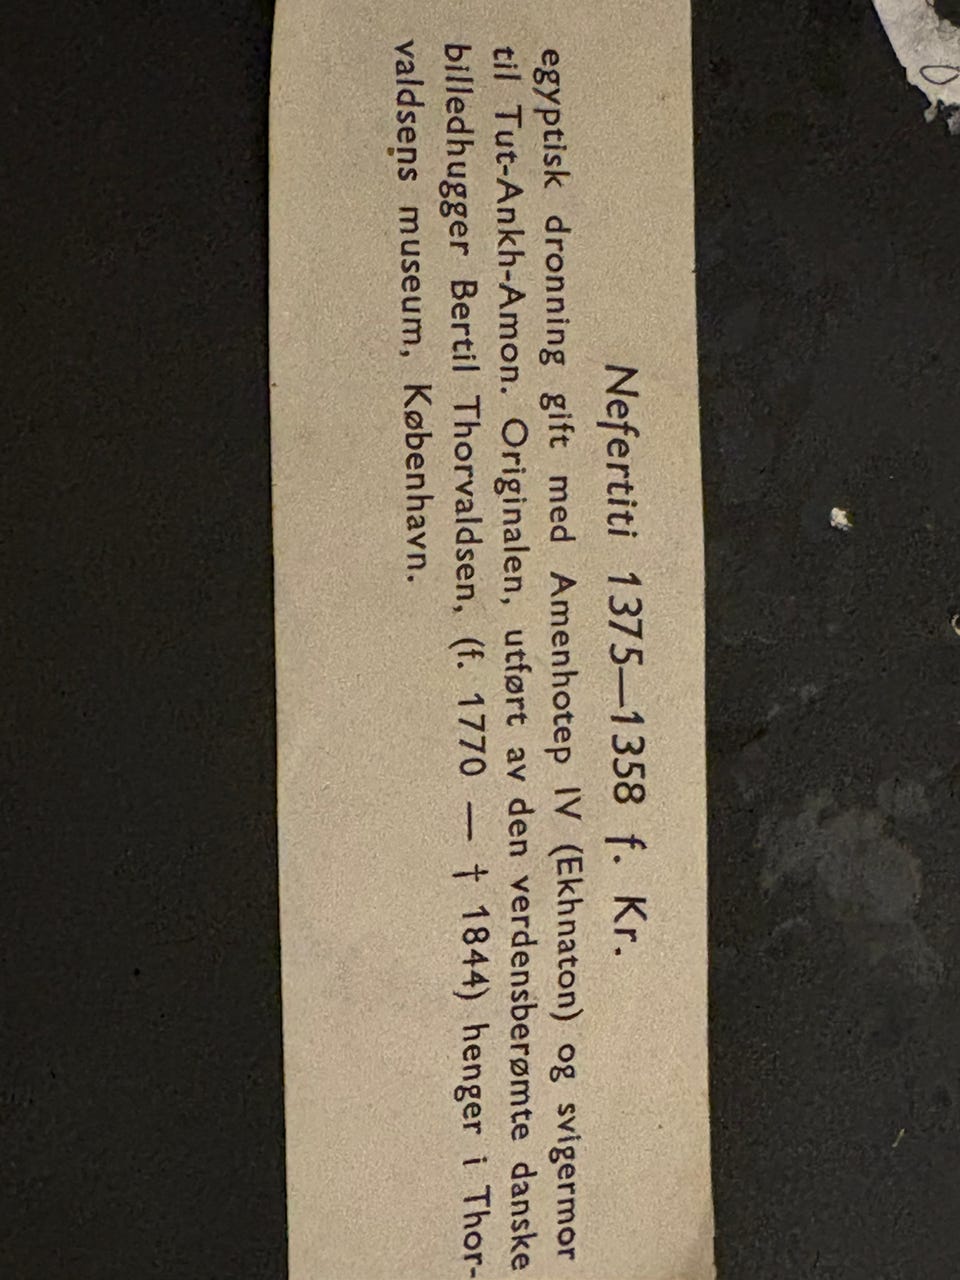 Nefertiti 1375—1358 f. Kr.
egyptisk dronning gift med Amenhotep IV (Ekhnaton) og svigermor
til Tut-Ankh-Amon. Originalen, utført av den verdensberømte danske
billedhugger Bertil Thorvaldsen, (f. 1770 — † 1844) henger i Thor-
valdsens museum, København.